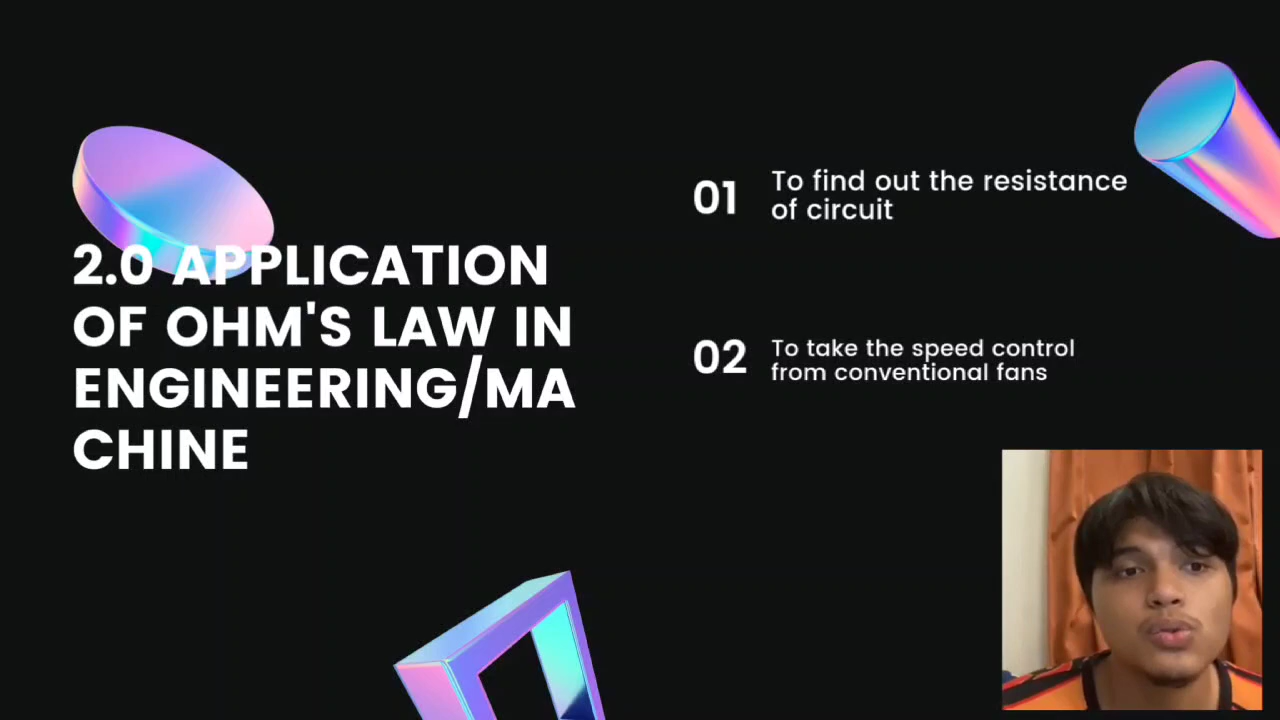 2.0 APPLICATION
OF OHM'S LAW IN
ENGINEERING/MA
CHINE
01
To find out the resistance
of circuit
02
To take the speed control
from conventional fans